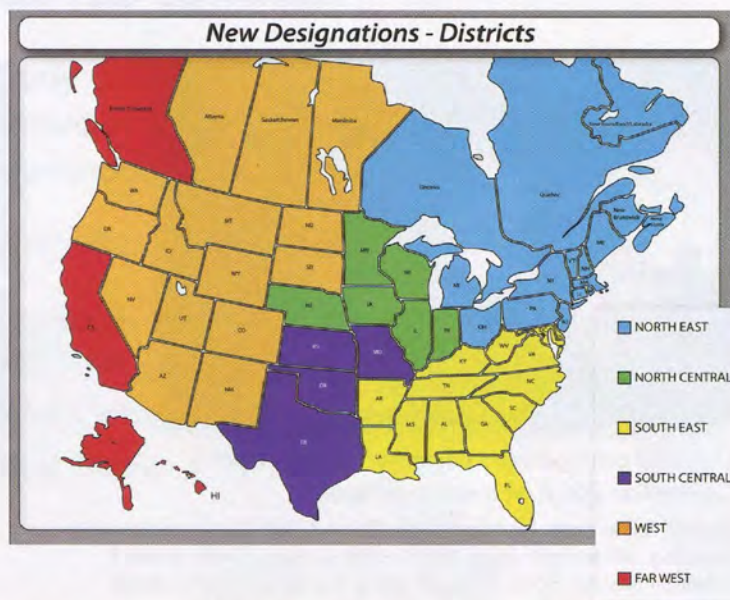 New Designations - Districts
Alberta
Saskatchewan
Manitoba
Ontario
Quebec
New
Brunswick
WA
OR
MT
ID
WY
NV
UT
CO
AZ
NM
ND
SD
NE
MN
IA
WI
IL
IN
MI
OH
PA
NY
VT
NH
ME
KS
MO
OK
TX
AR
LA
MS
AL
GA
FL
SC
NC
TN
KY
WV
VA
CA
HI
NORTH EAST
NORTH CENTRAL
SOUTH EAST
SOUTH CENTRAL
WEST
FAR WEST